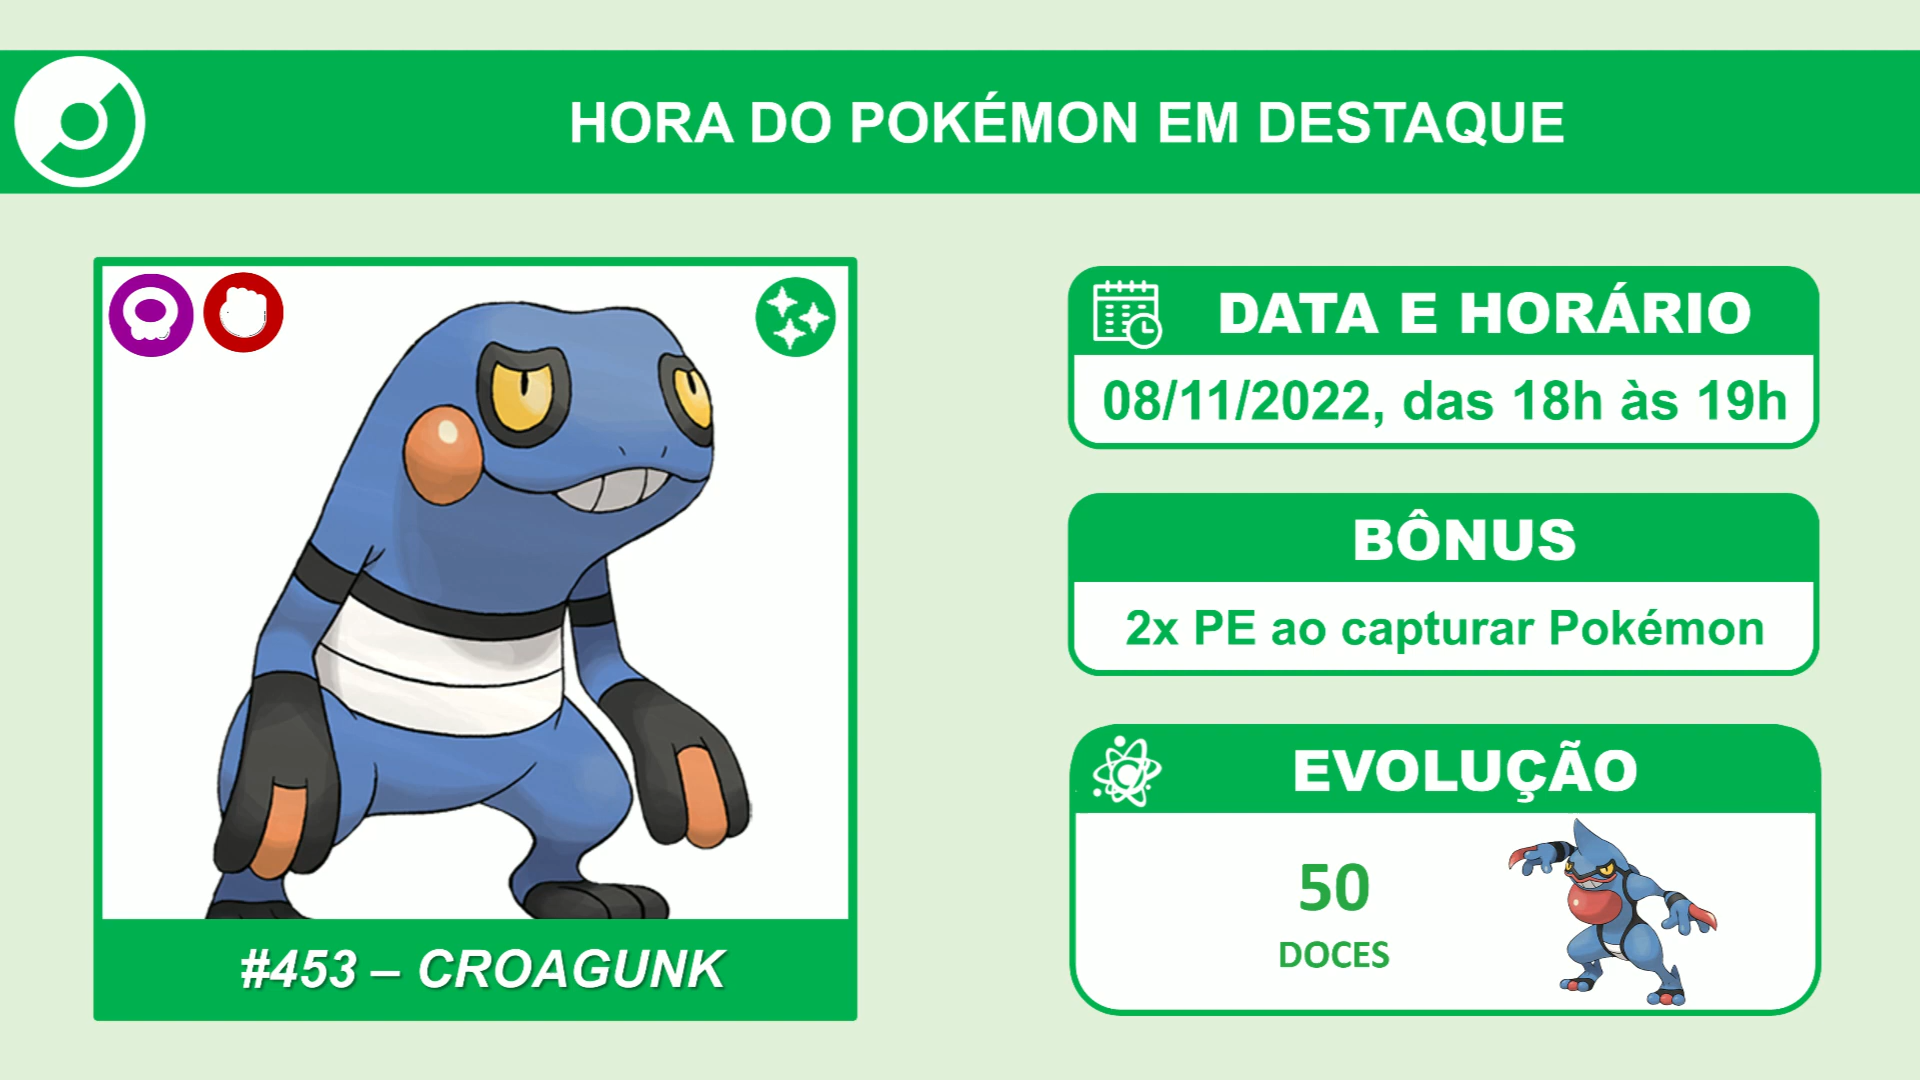 HORA DO POKÉMON EM DESTAQUE
DATA E HORÁRIO
08/11/2022, das 18h às 19h
BÔNUS
2x PE ao capturar Pokémon
EVOLUÇÃO
50
DOCES
#453 – CROAGUNK